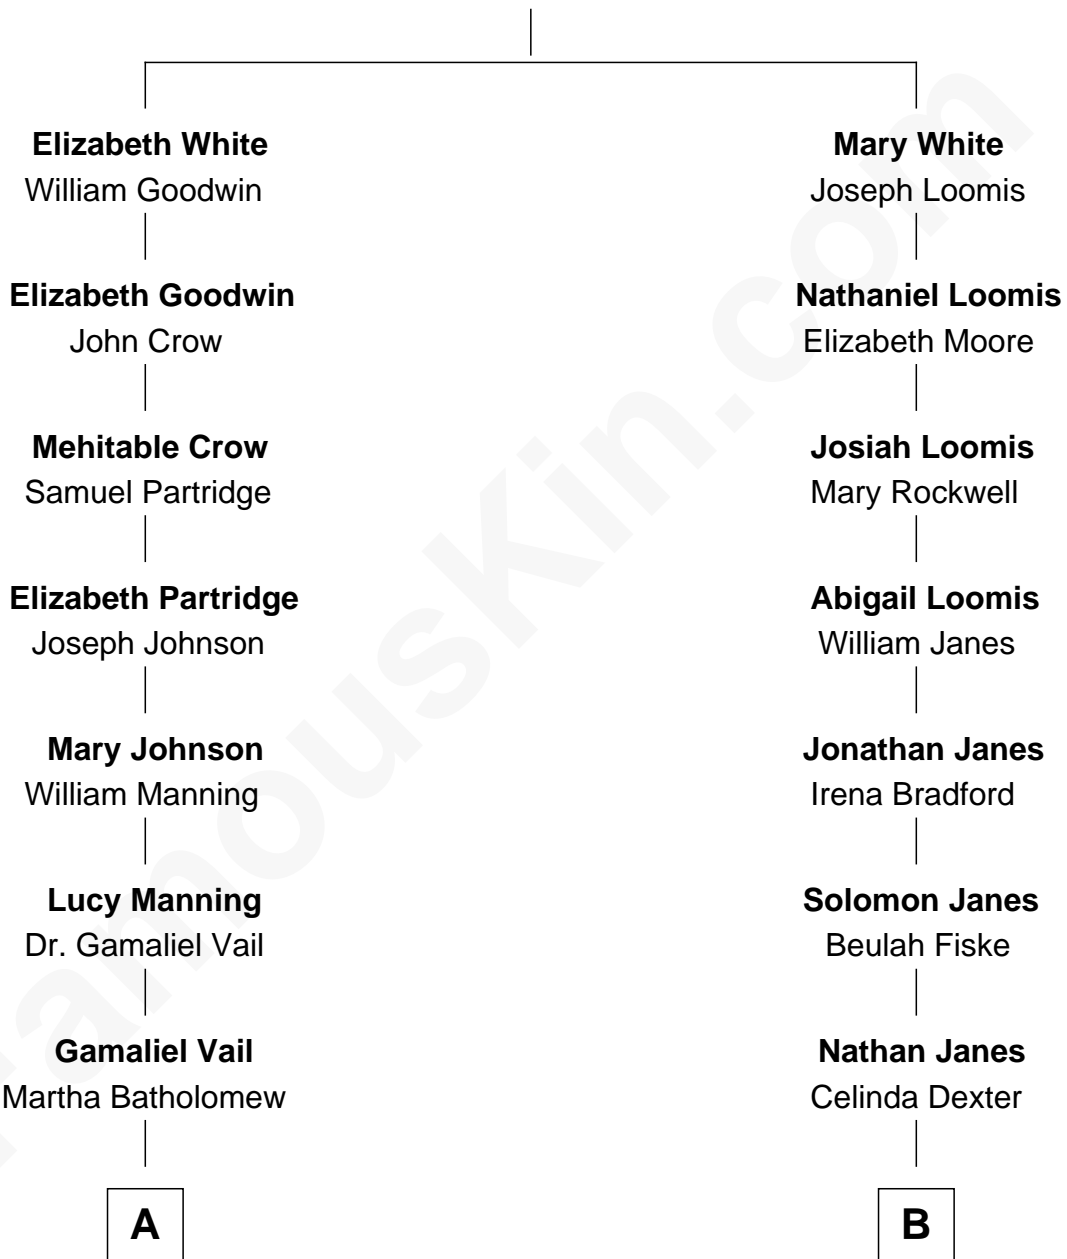 Elizabeth White
William Goodwin
Elizabeth Goodwin
John Crow
Mehitable Crow
Samuel Partridge
Elizabeth Partridge
Joseph Johnson
Mary Johnson
William Manning
Lucy Manning
Dr. Gamaliel Vail
Gamaliel Vail
Martha Batholomew
A
Mary White
Joseph Loomis
Nathaniel Loomis
Elizabeth Moore
Josiah Loomis
Mary Rockwell
Abigail Loomis
William Janes
Jonathan Janes
Irena Bradford
Solomon Janes
Beulah Fiske
Nathan Janes
Celinda Dexter
B
FamousKin.com